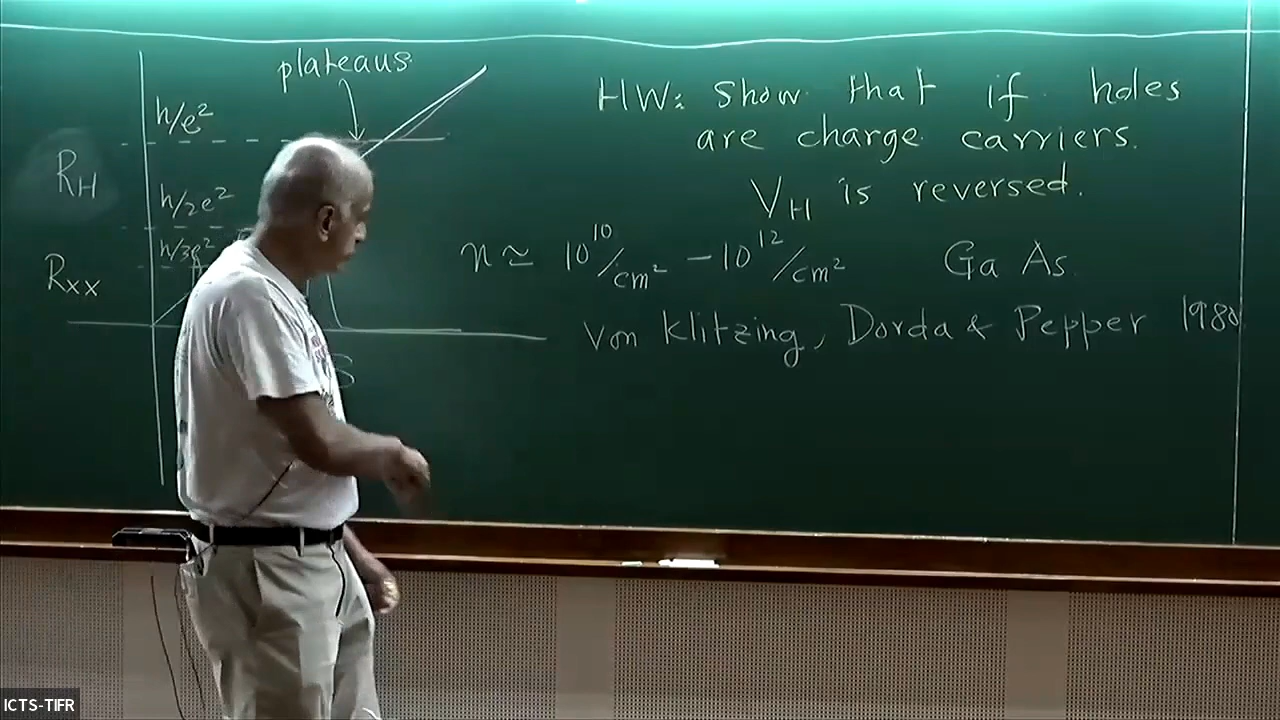 plateaus
h/e²
R_H
h/2e²
h/3e²
R_xx
HW: Show that if holes
are charge carriers.
V_H is reversed.
n ≃ 10¹⁰/cm² – 10¹²/cm² Ga As.
Von Klitzing, Dorda & Pepper 1980
ICTS-TIFR